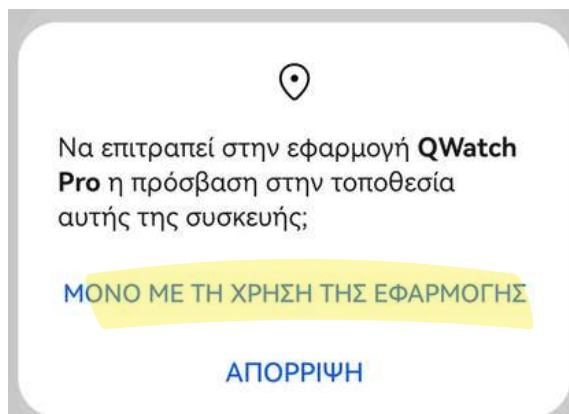 Να επιτραπεί στην εφαρμογή QWatch
Pro η πρόσβαση στην τοποθεσία
αυτής της συσκευής;
ΜΟΝΟ ΜΕ ΤΗ ΧΡΗΣΗ ΤΗΣ ΕΦΑΡΜΟΓΗΣ
ΑΠΟΡΡΙΨΗ